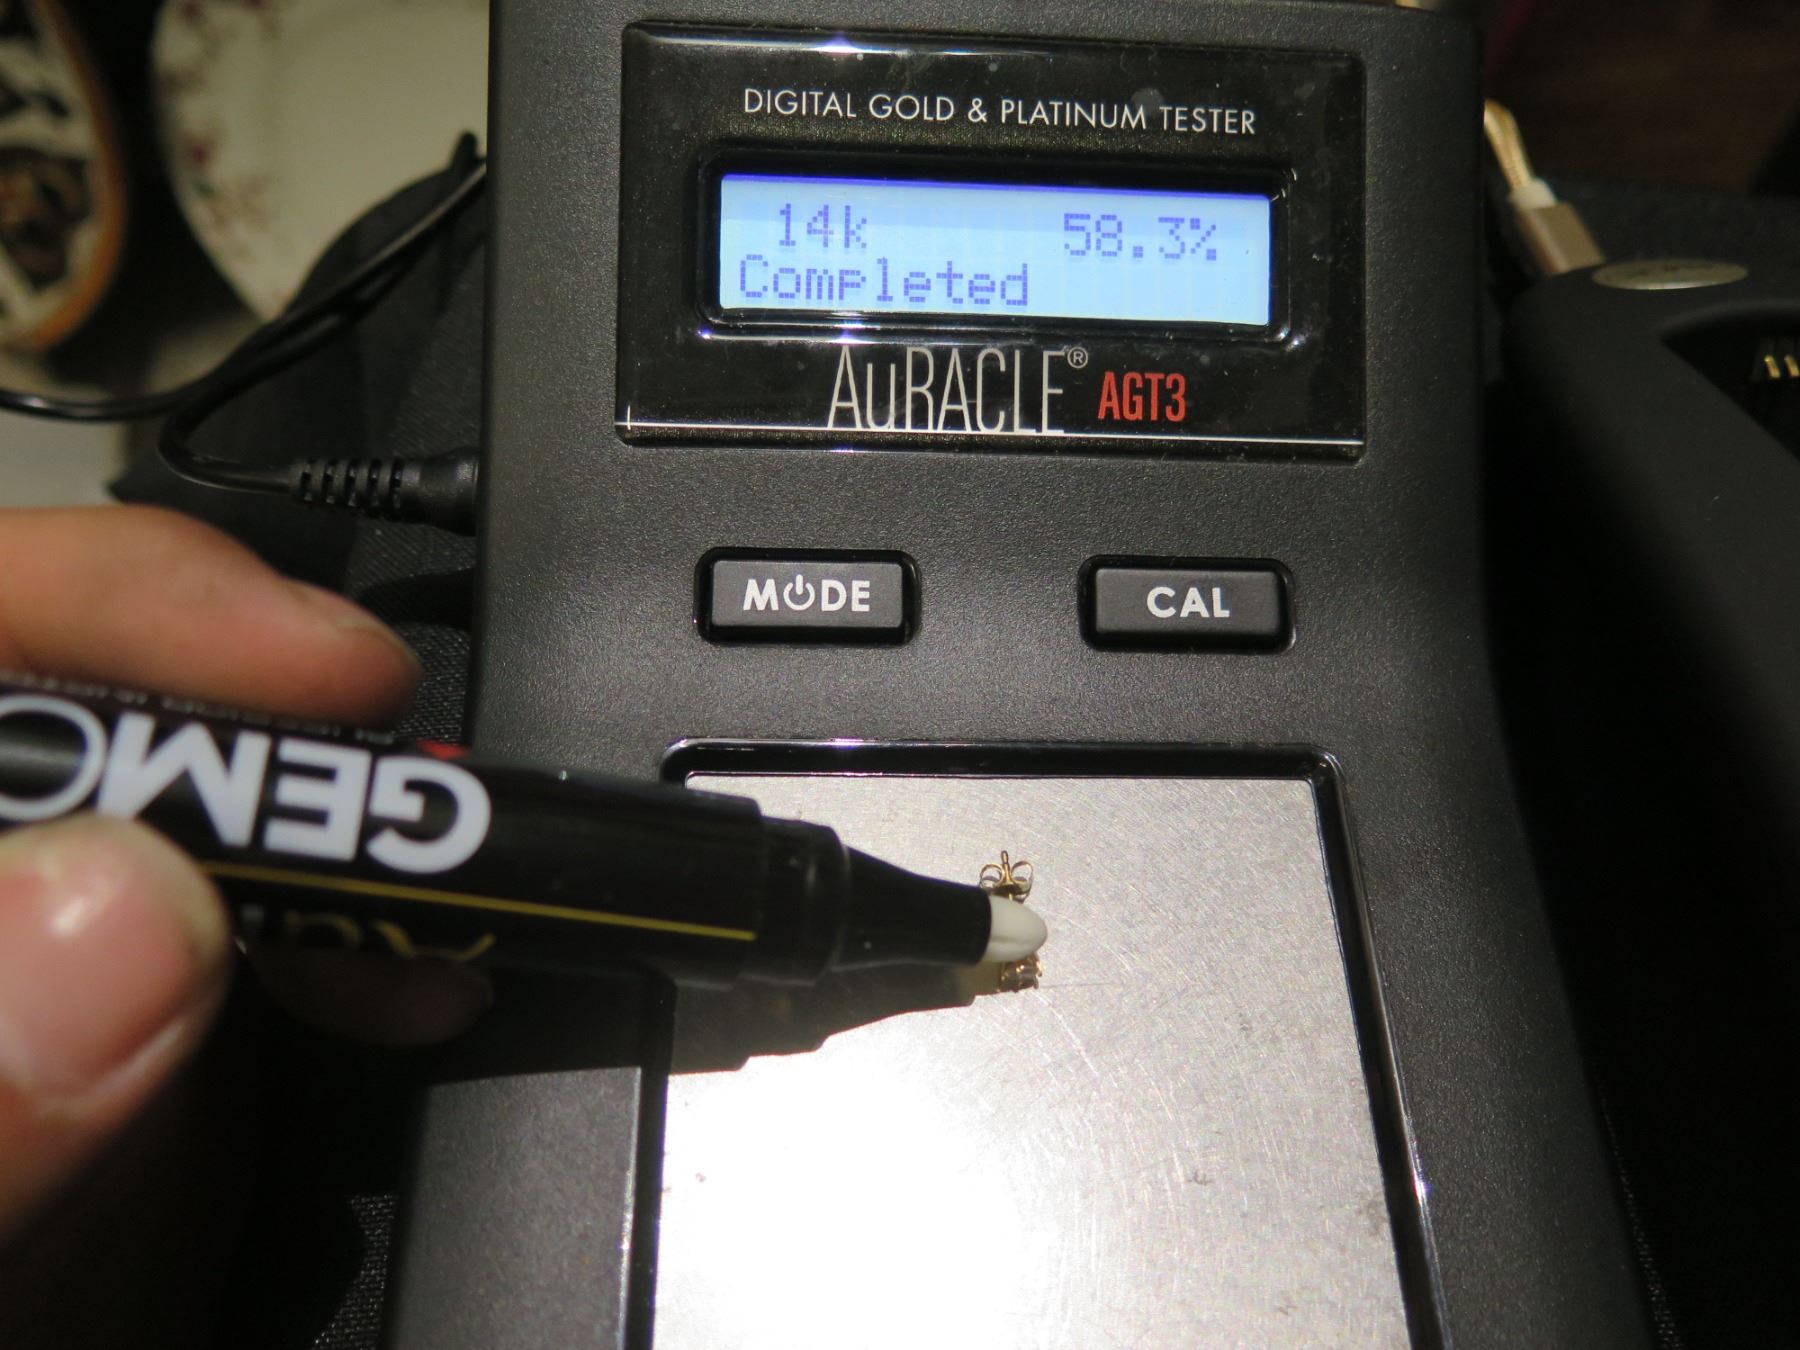 DIGITAL GOLD & PLATINUM TESTER
14k 58.3%
Completed
AuRACLE® AGT3
MODE CAL
GEMO